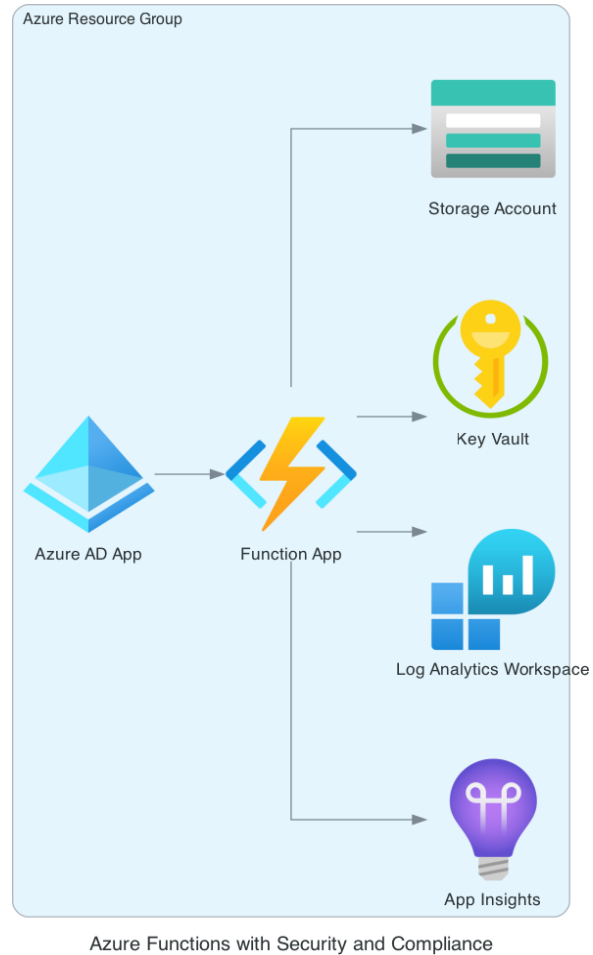 Azure Resource Group
Storage Account
Key Vault
Azure AD App
Function App
Log Analytics Workspace
App Insights
Azure Functions with Security and Compliance